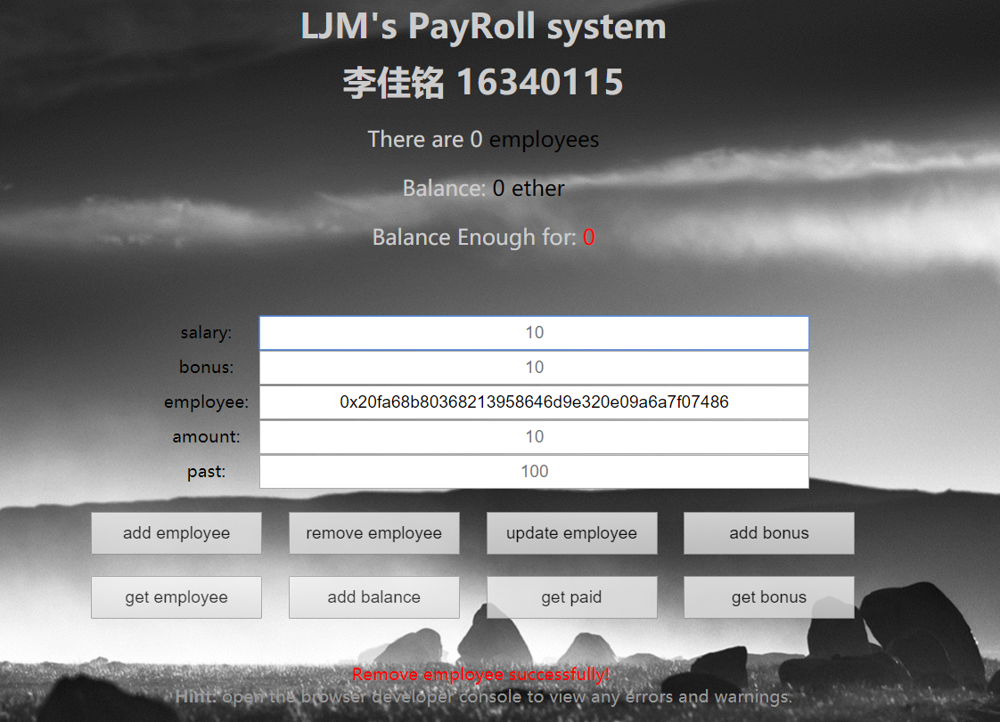 LJM's PayRoll system
李佳铭 16340115
There are 0 employees
Balance: 0 ether
Balance Enough for: 0
salary: 10
bonus: 10
employee: 0x20fa68b80368213958646d9e320e09a6a7f07486
amount: 10
past: 100
add employee remove employee update employee add bonus
get employee add balance get paid get bonus
Remove employee successfully!
Hint: open the browser developer console to view any errors and warnings.